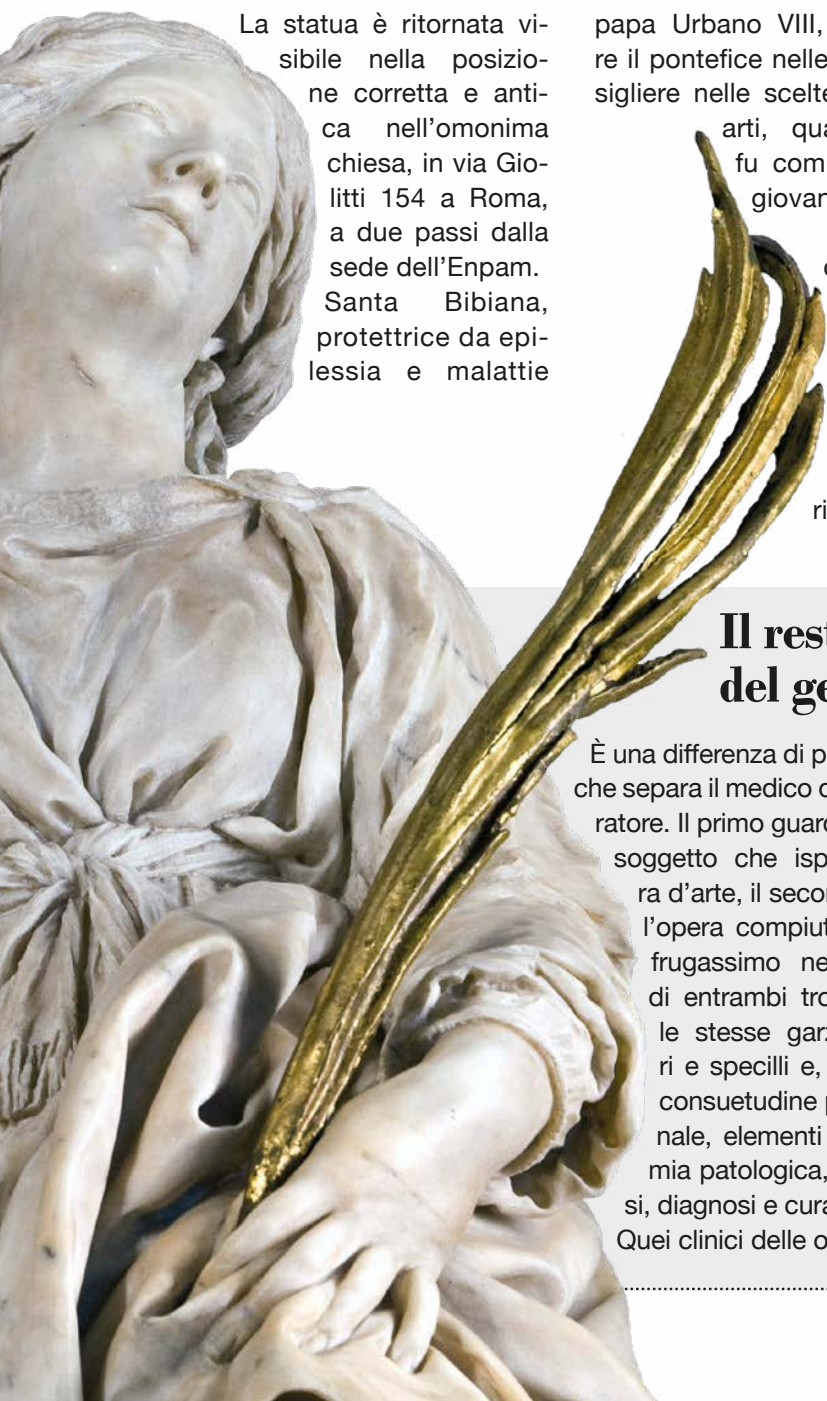 La statua è ritornata vi-
sibile nella posizio-
ne corretta e anti-
ca nell'omonima
chiesa, in via Gio-
litti 154 a Roma,
a due passi dalla
sede dell'Enpam.
Santa Bibiana,
protettrice da epi-
lessia e malattie
papa Urbano VIII,
re il pontefice nelle
sigliere nelle scelte
arti, qua
fu com
giovan
ri
Il rest
del ge
È una differenza di p
che separa il medico d
ratore. Il primo guard
soggetto che isp
ra d'arte, il secon
l'opera compiut
frugassimo ne
di entrambi tro
le stesse garz
ri e specilli e,
consuetudine p
nale, elementi
mia patologica,
si, diagnosi e cura
Quei clinici delle o